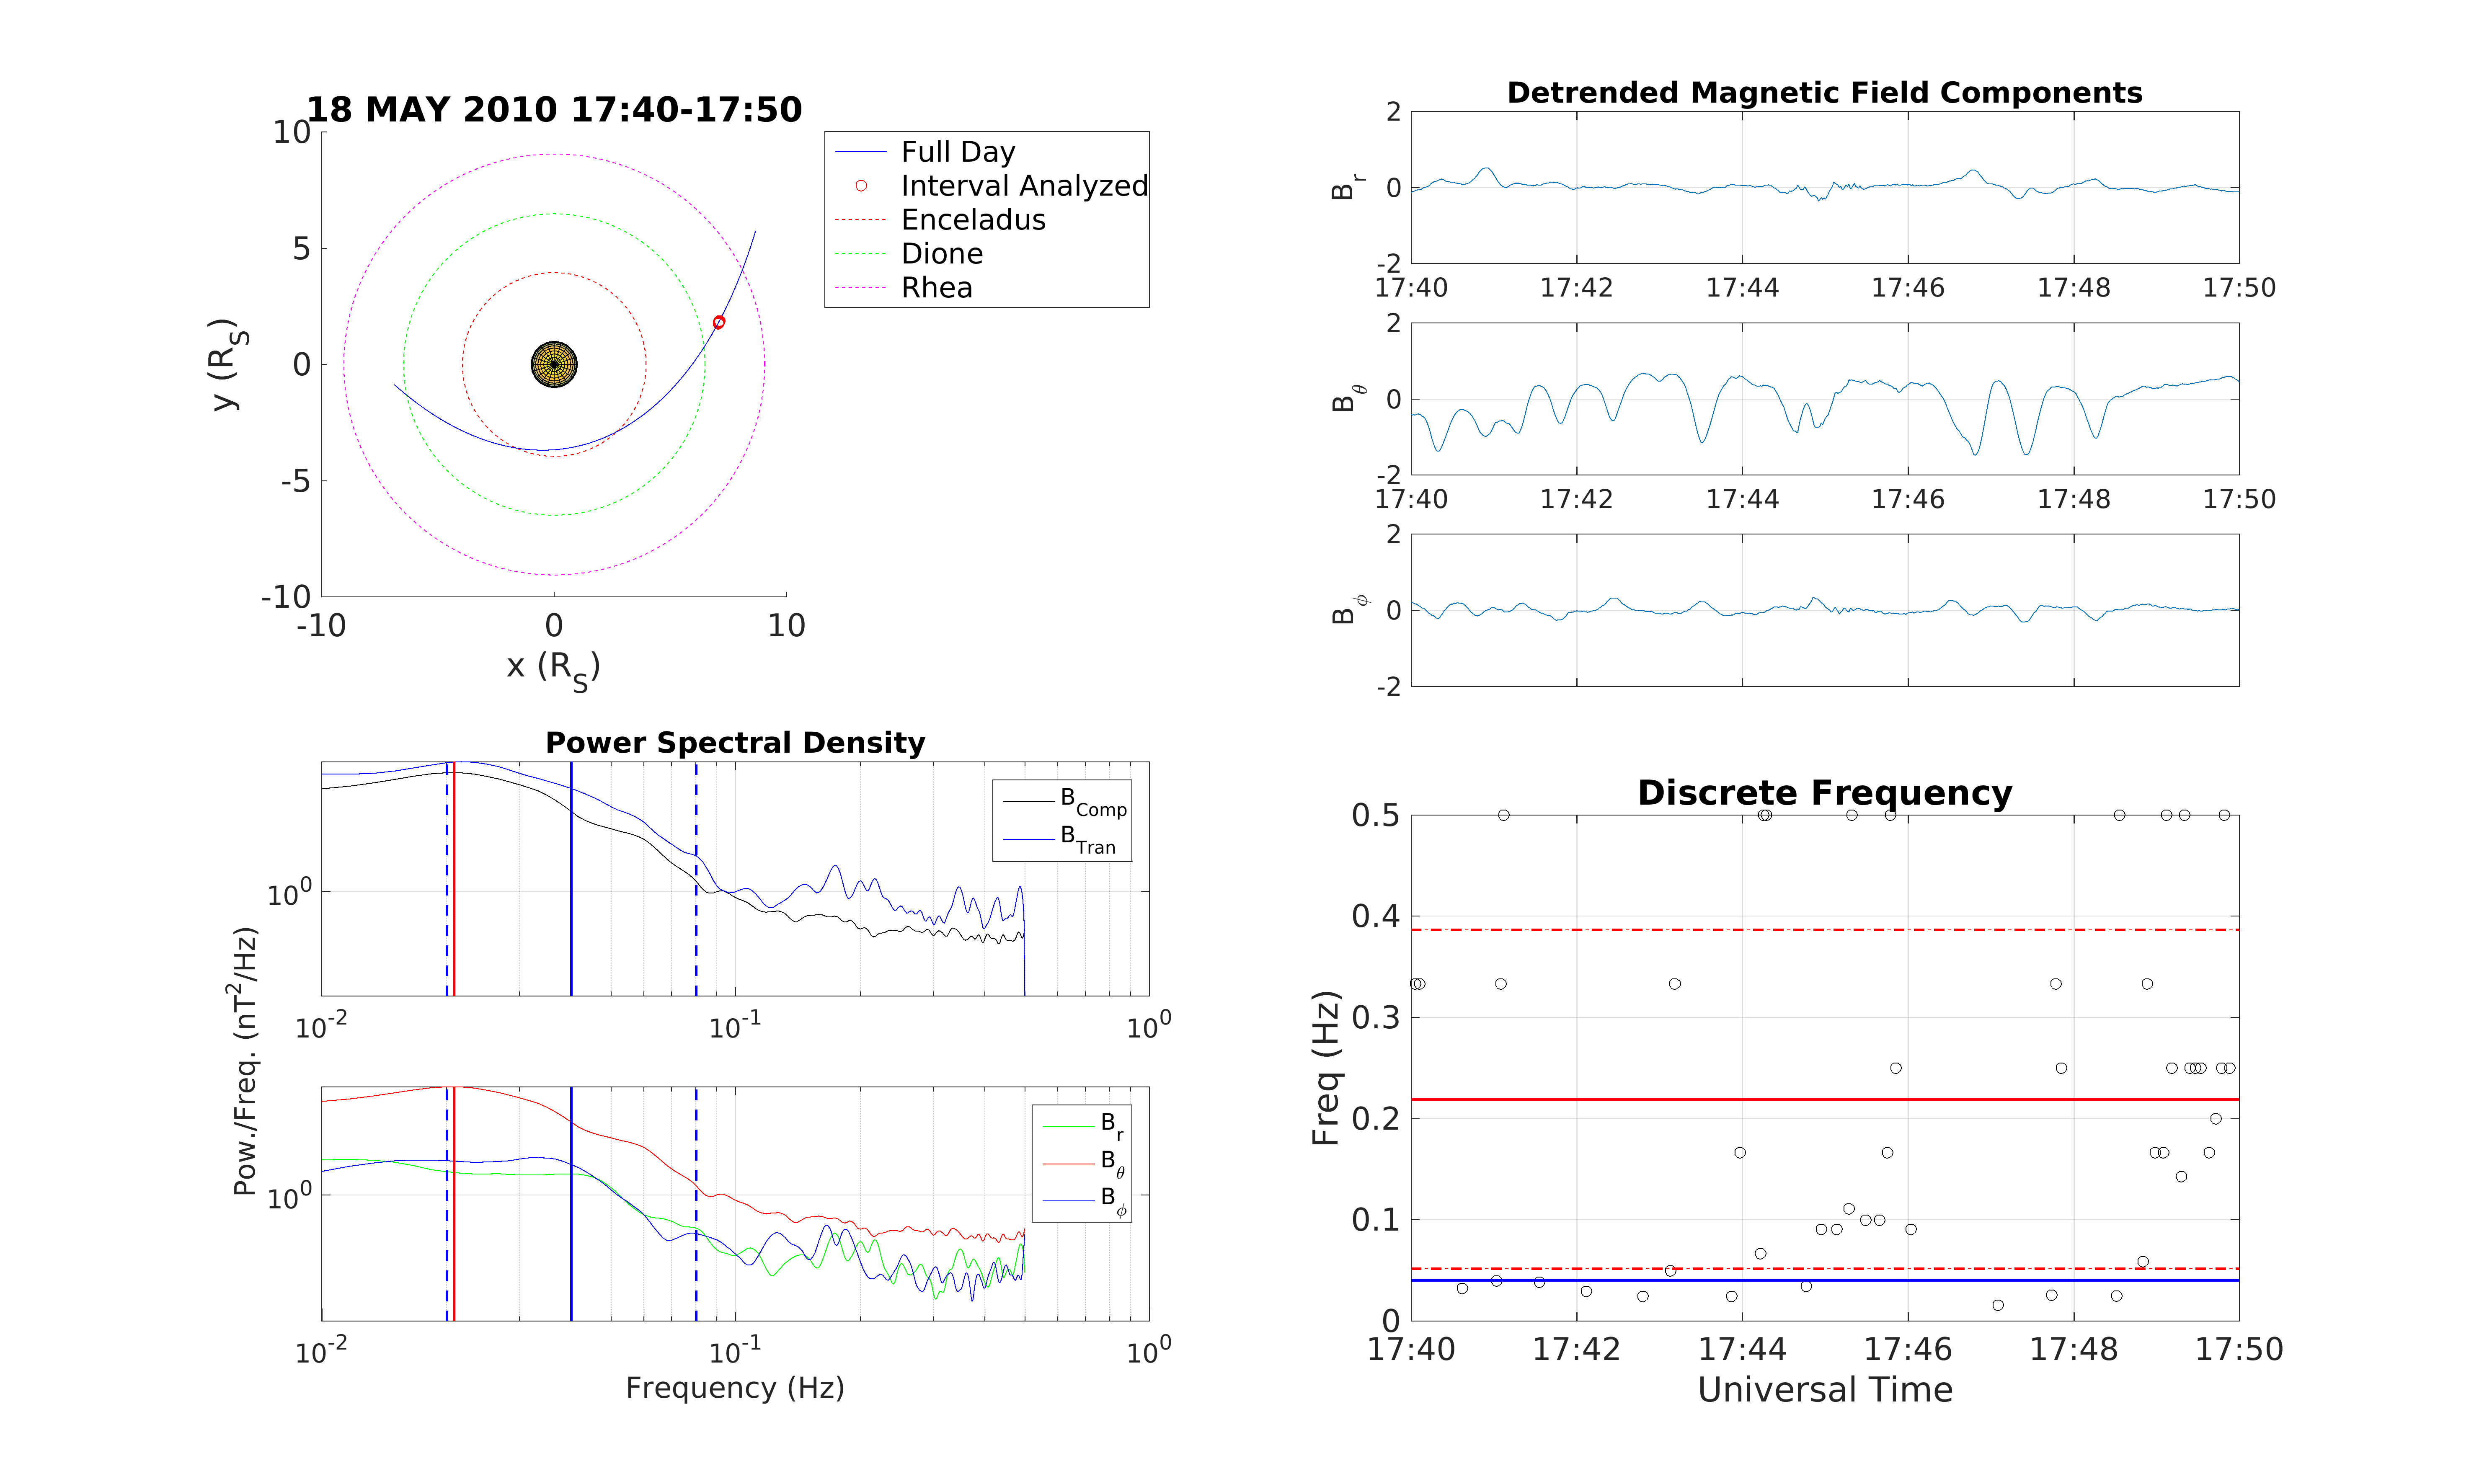 18 MAY 2010 17:40-17:50
10
5
0
-5
-10
-10 0 10
y (R_S)
x (R_S)
Full Day
Interval Analyzed
Enceladus
Dione
Rhea
Detrended Magnetic Field Components
2
0
-2
B_r
17:40 17:42 17:44 17:46 17:48 17:50
2
0
-2
B_θ
17:40 17:42 17:44 17:46 17:48 17:50
2
0
-2
B_ϕ
Power Spectral Density
10^0
B_Comp
B_Tran
10^-2 10^-1 10^0
Pow./Freq. (nT^2/Hz)
10^0
B_r
B_θ
B_ϕ
10^-2 10^-1 10^0
Frequency (Hz)
Discrete Frequency
0.5
0.4
0.3
0.2
0.1
0
Freq (Hz)
17:40 17:42 17:44 17:46 17:48 17:50
Universal Time